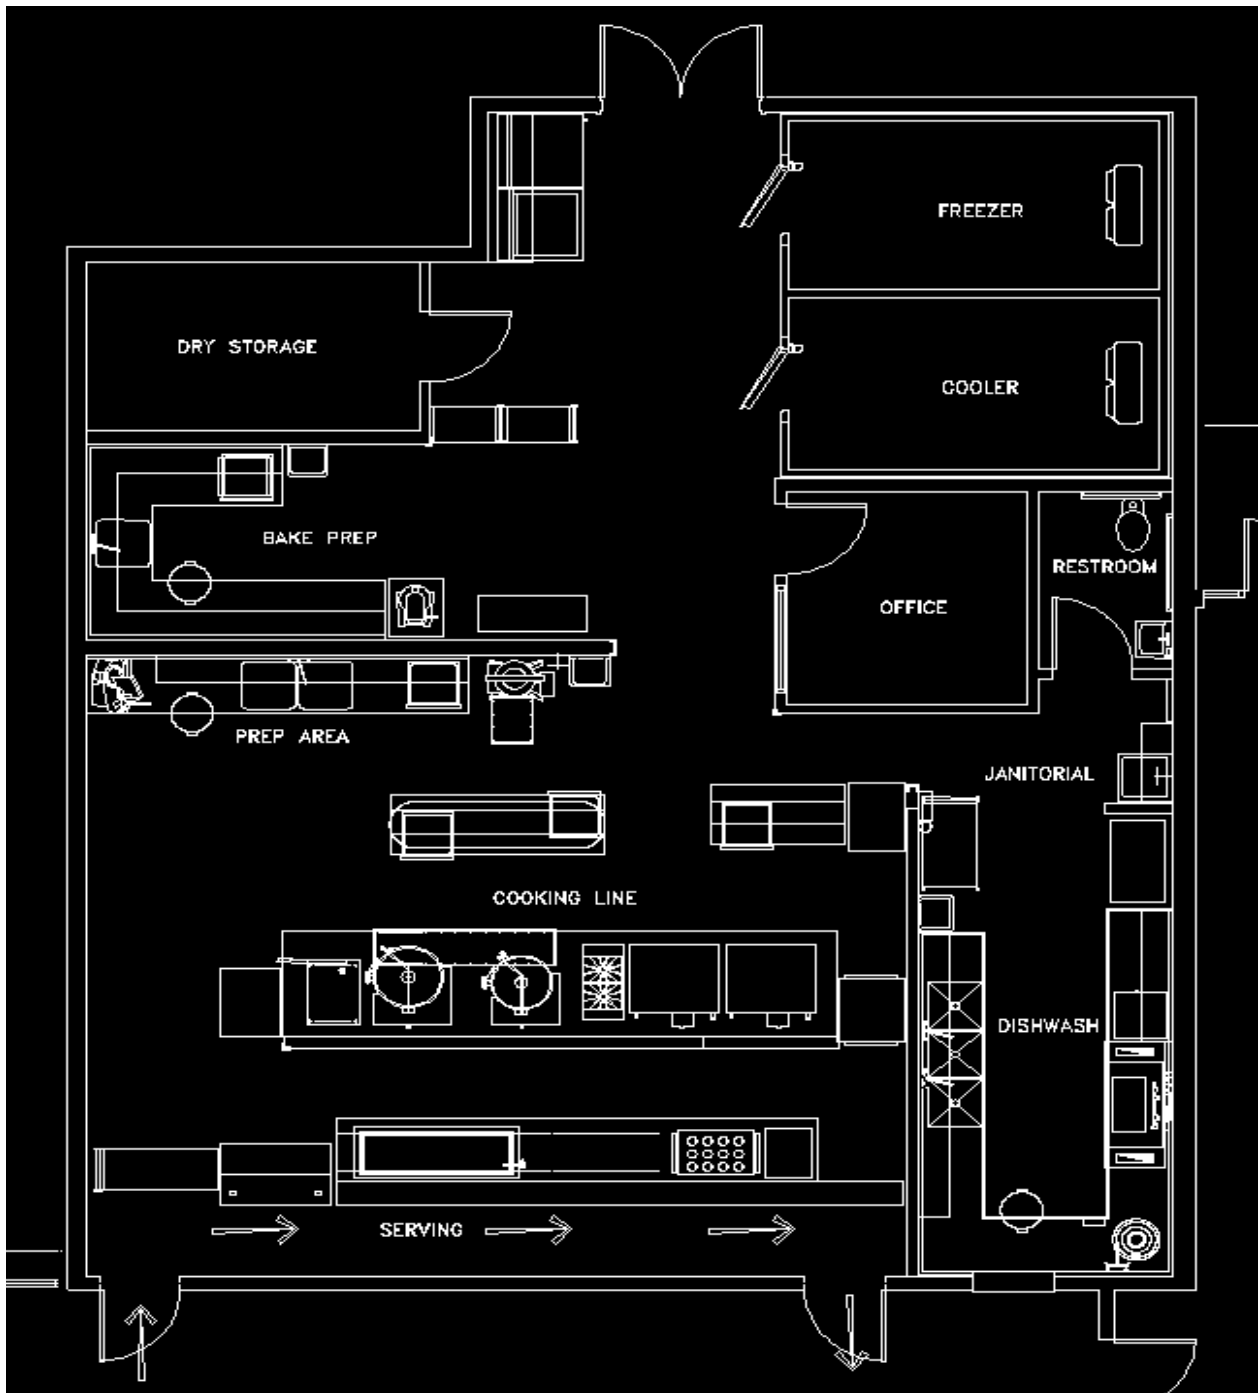 FREEZER
DRY STORAGE
COOLER
BAKE PREP
RESTROOM
OFFICE
PREP AREA
JANITORIAL
COOKING LINE
DISHWASH
SERVING